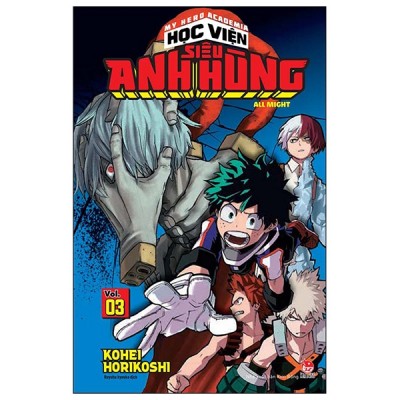 MY HERO ACADEMIA
HỌC VIỆN
SIÊU
ANH HÙNG
ALL MIGHT
Vol.
03
KOHEI
HORIKOSHI